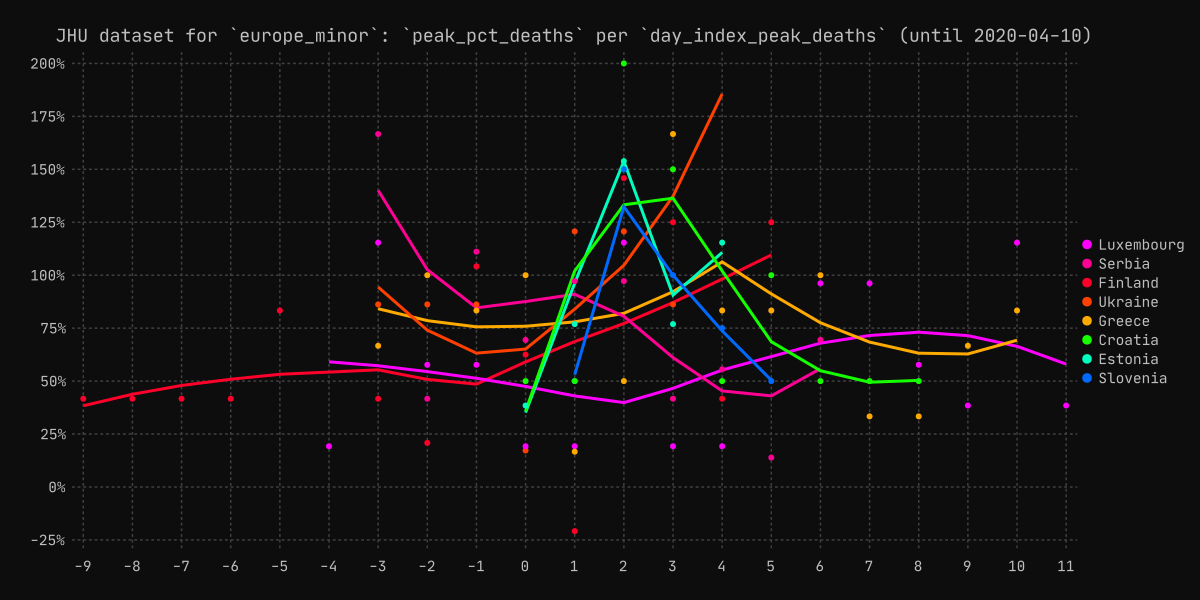 JHU dataset for `europe_minor`: `peak_pct_deaths` per `day_index_peak_deaths` (until 2020-04-10)
200%
175%
150%
125%
100%
75%
50%
25%
0%
-25%
-9 -8 -7 -6 -5 -4 -3 -2 -1 0 1 2 3 4 5 6 7 8 9 10 11
Luxembourg
Serbia
Finland
Ukraine
Greece
Croatia
Estonia
Slovenia